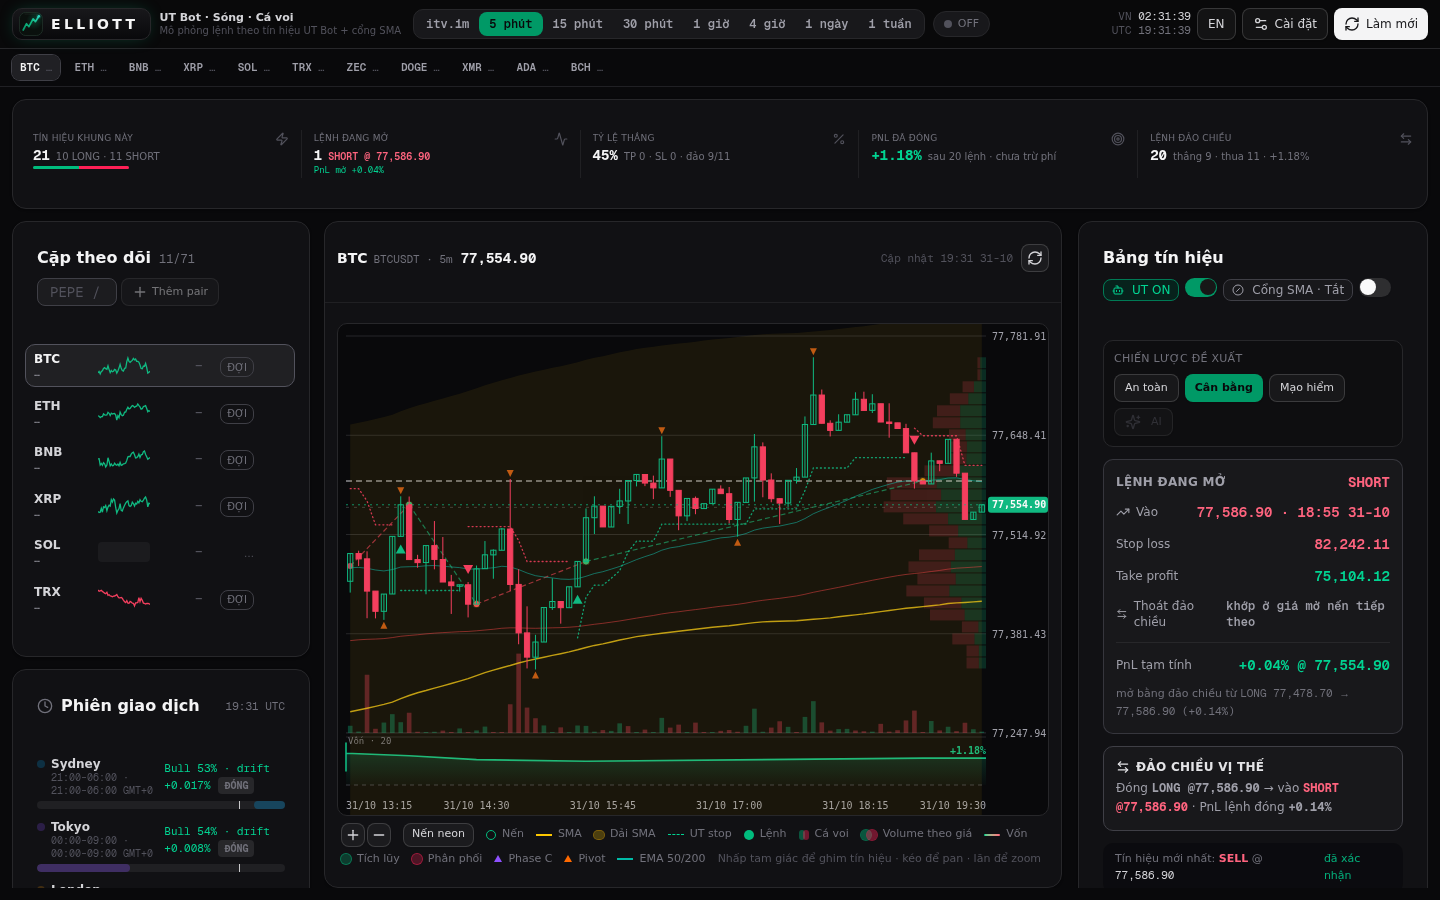 ELLIOTT
UT Bot · Sóng · Cá voi
Mô phỏng lệnh theo tín hiệu UT Bot + cổng SMA
itv.1m 5 phút 15 phút 30 phút 1 giờ 4 giờ 1 ngày 1 tuần
OFF
VN 02:31:39
UTC 19:31:39
EN
Cài đặt
Làm mới
BTC … ETH … BNB … XRP … SOL … TRX … ZEC … DOGE … XMR … ADA … BCH …
TÍN HIỆU KHUNG NÀY
21 10 LONG · 11 SHORT
LỆNH ĐANG MỞ
1 SHORT @ 77,586.90
PnL mở +0.04%
TỶ LỆ THẮNG
45% TP 0 · SL 0 · đảo 9/11
PNL ĐÃ ĐÓNG
+1.18% sau 20 lệnh · chưa trừ phí
LỆNH ĐẢO CHIỀU
20 thắng 9 · thua 11 · +1.18%
Cặp theo dõi 11/71
PEPE /
Thêm pair
BTC
—
— ĐỢI
ETH
—
— ĐỢI
BNB
—
— ĐỢI
XRP
—
— ĐỢI
SOL
—
— …
TRX
—
— ĐỢI
Phiên giao dịch 19:31 UTC
Sydney
21:00–06:00 ·
21:00–06:00 GMT+0
Bull 53% · drift
+0.017% ĐÓNG
Tokyo
00:00–09:00 ·
00:00–09:00 GMT+0
Bull 54% · drift
+0.008% ĐÓNG
London
BTC BTCUSDT · 5m 77,554.90
Cập nhật 19:31 31-10
77,781.91
77,648.41
77,554.90
77,514.92
77,381.43
77,247.94
Vốn · 20
+1.18%
31/10 13:15 31/10 14:30 31/10 15:45 31/10 17:00 31/10 18:15 31/10 19:30
+ − Nến neon Nến SMA Dải SMA UT stop Lệnh Cá voi Volume theo giá Vốn
Tích lũy Phân phối Phase C Pivot EMA 50/200 Nhấp tam giác để ghim tín hiệu · kéo để pan · lăn để zoom
Bảng tín hiệu
UT ON
Cổng SMA · Tắt
CHIẾN LƯỢC ĐỀ XUẤT
An toàn Cân bằng Mạo hiểm
AI
LỆNH ĐANG MỞ SHORT
Vào 77,586.90 · 18:55 31-10
Stop loss 82,242.11
Take profit 75,104.12
Thoát đảo chiều khớp ở giá mở nến tiếp theo
PnL tạm tính +0.04% @ 77,554.90
mở bằng đảo chiều từ LONG 77,478.70 →
77,586.90 (+0.14%)
ĐẢO CHIỀU VỊ THẾ
Đóng LONG @77,586.90 → vào SHORT
@77,586.90 · PnL lệnh đóng +0.14%
Tín hiệu mới nhất: SELL @
77,586.90
đã xác
nhận